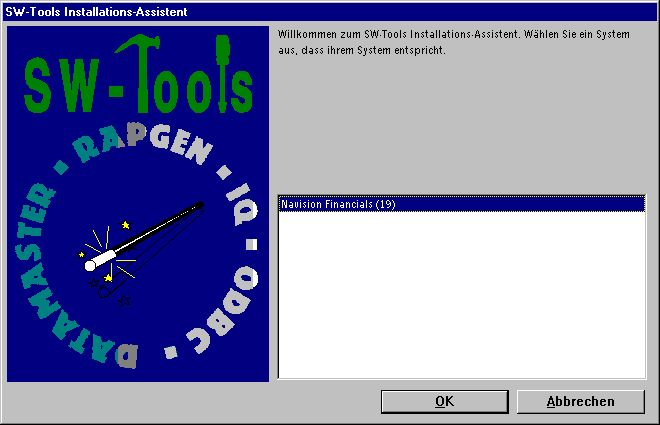 SW-Tools Installations-Assistent
SW-Tools
DATAMASTER · RAPGEN · IQ · ODBC ·
Willkommen zum SW-Tools Installations-Assistent. Wählen Sie ein System
aus, dass ihrem System entspricht.
Navision Financials (19)
OK
Abbrechen